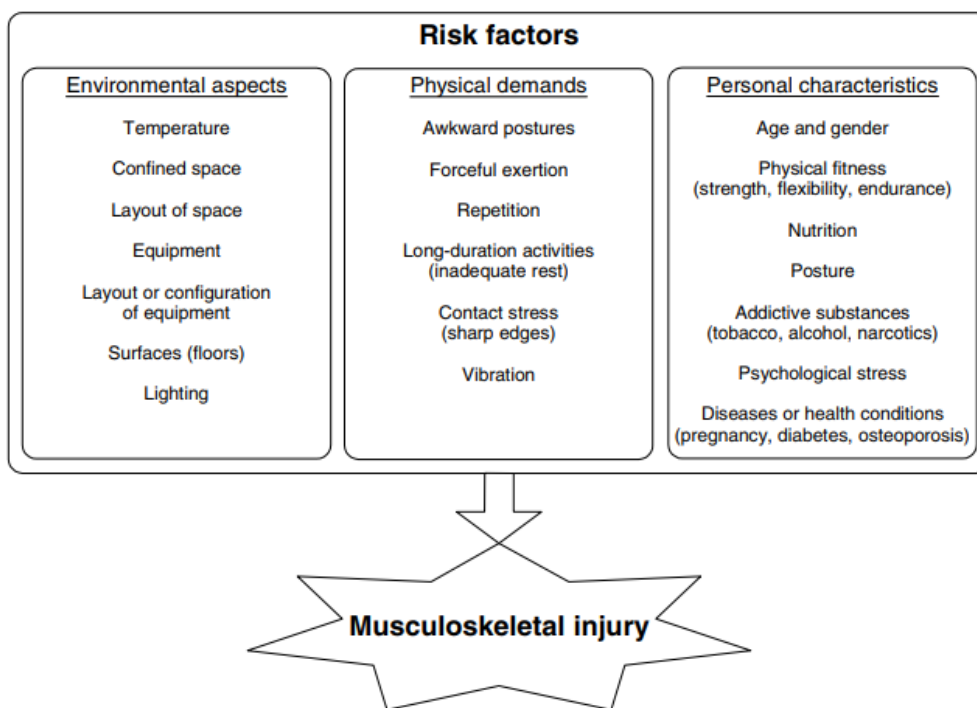 Risk factors
Environmental aspects
Temperature
Confined space
Layout of space
Equipment
Layout or configuration
of equipment
Surfaces (floors)
Lighting
Physical demands
Awkward postures
Forceful exertion
Repetition
Long-duration activities
(inadequate rest)
Contact stress
(sharp edges)
Vibration
Personal characteristics
Age and gender
Physical fitness
(strength, flexibility, endurance)
Nutrition
Posture
Addictive substances
(tobacco, alcohol, narcotics)
Psychological stress
Diseases or health conditions
(pregnancy, diabetes, osteoporosis)
Musculoskeletal injury